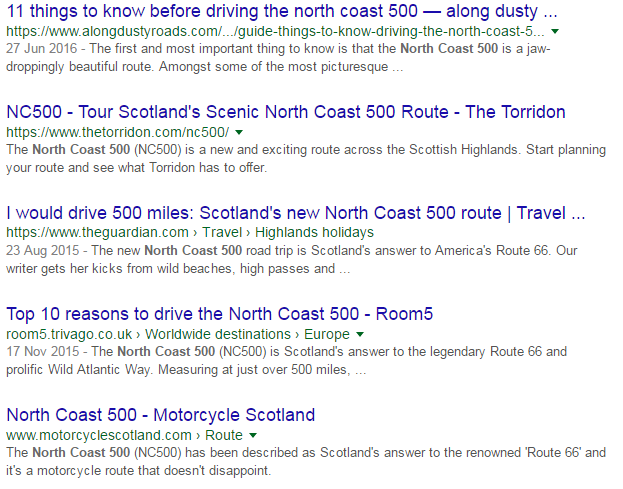 11 things to know before driving the north coast 500 — along dusty ...
https://www.alongdustyroads.com/.../guide-things-to-know-driving-the-north-coast-5...
27 Jun 2016 - The first and most important thing to know is that the North Coast 500 is a jaw-
droppingly beautiful route. Amongst some of the most picturesque ...
NC500 - Tour Scotland's Scenic North Coast 500 Route - The Torridon
https://www.thetorridon.com/nc500/
The North Coast 500 (NC500) is a new and exciting route across the Scottish Highlands. Start planning
your route and see what Torridon has to offer.
I would drive 500 miles: Scotland's new North Coast 500 route | Travel ...
https://www.theguardian.com › Travel › Highlands holidays
23 Aug 2015 - The new North Coast 500 road trip is Scotland's answer to America's Route 66. Our
writer gets her kicks from wild beaches, high passes and ...
Top 10 reasons to drive the North Coast 500 - Room5
room5.trivago.co.uk › Worldwide destinations › Europe
17 Nov 2015 - The North Coast 500 (NC500) is Scotland's answer to the legendary Route 66 and
prolific Wild Atlantic Way. Measuring at just over 500 miles, ...
North Coast 500 - Motorcycle Scotland
www.motorcyclescotland.com › Route
The North Coast 500 (NC500) has been described as Scotland's answer to the renowned 'Route 66' and
it's a motorcycle route that doesn't disappoint.